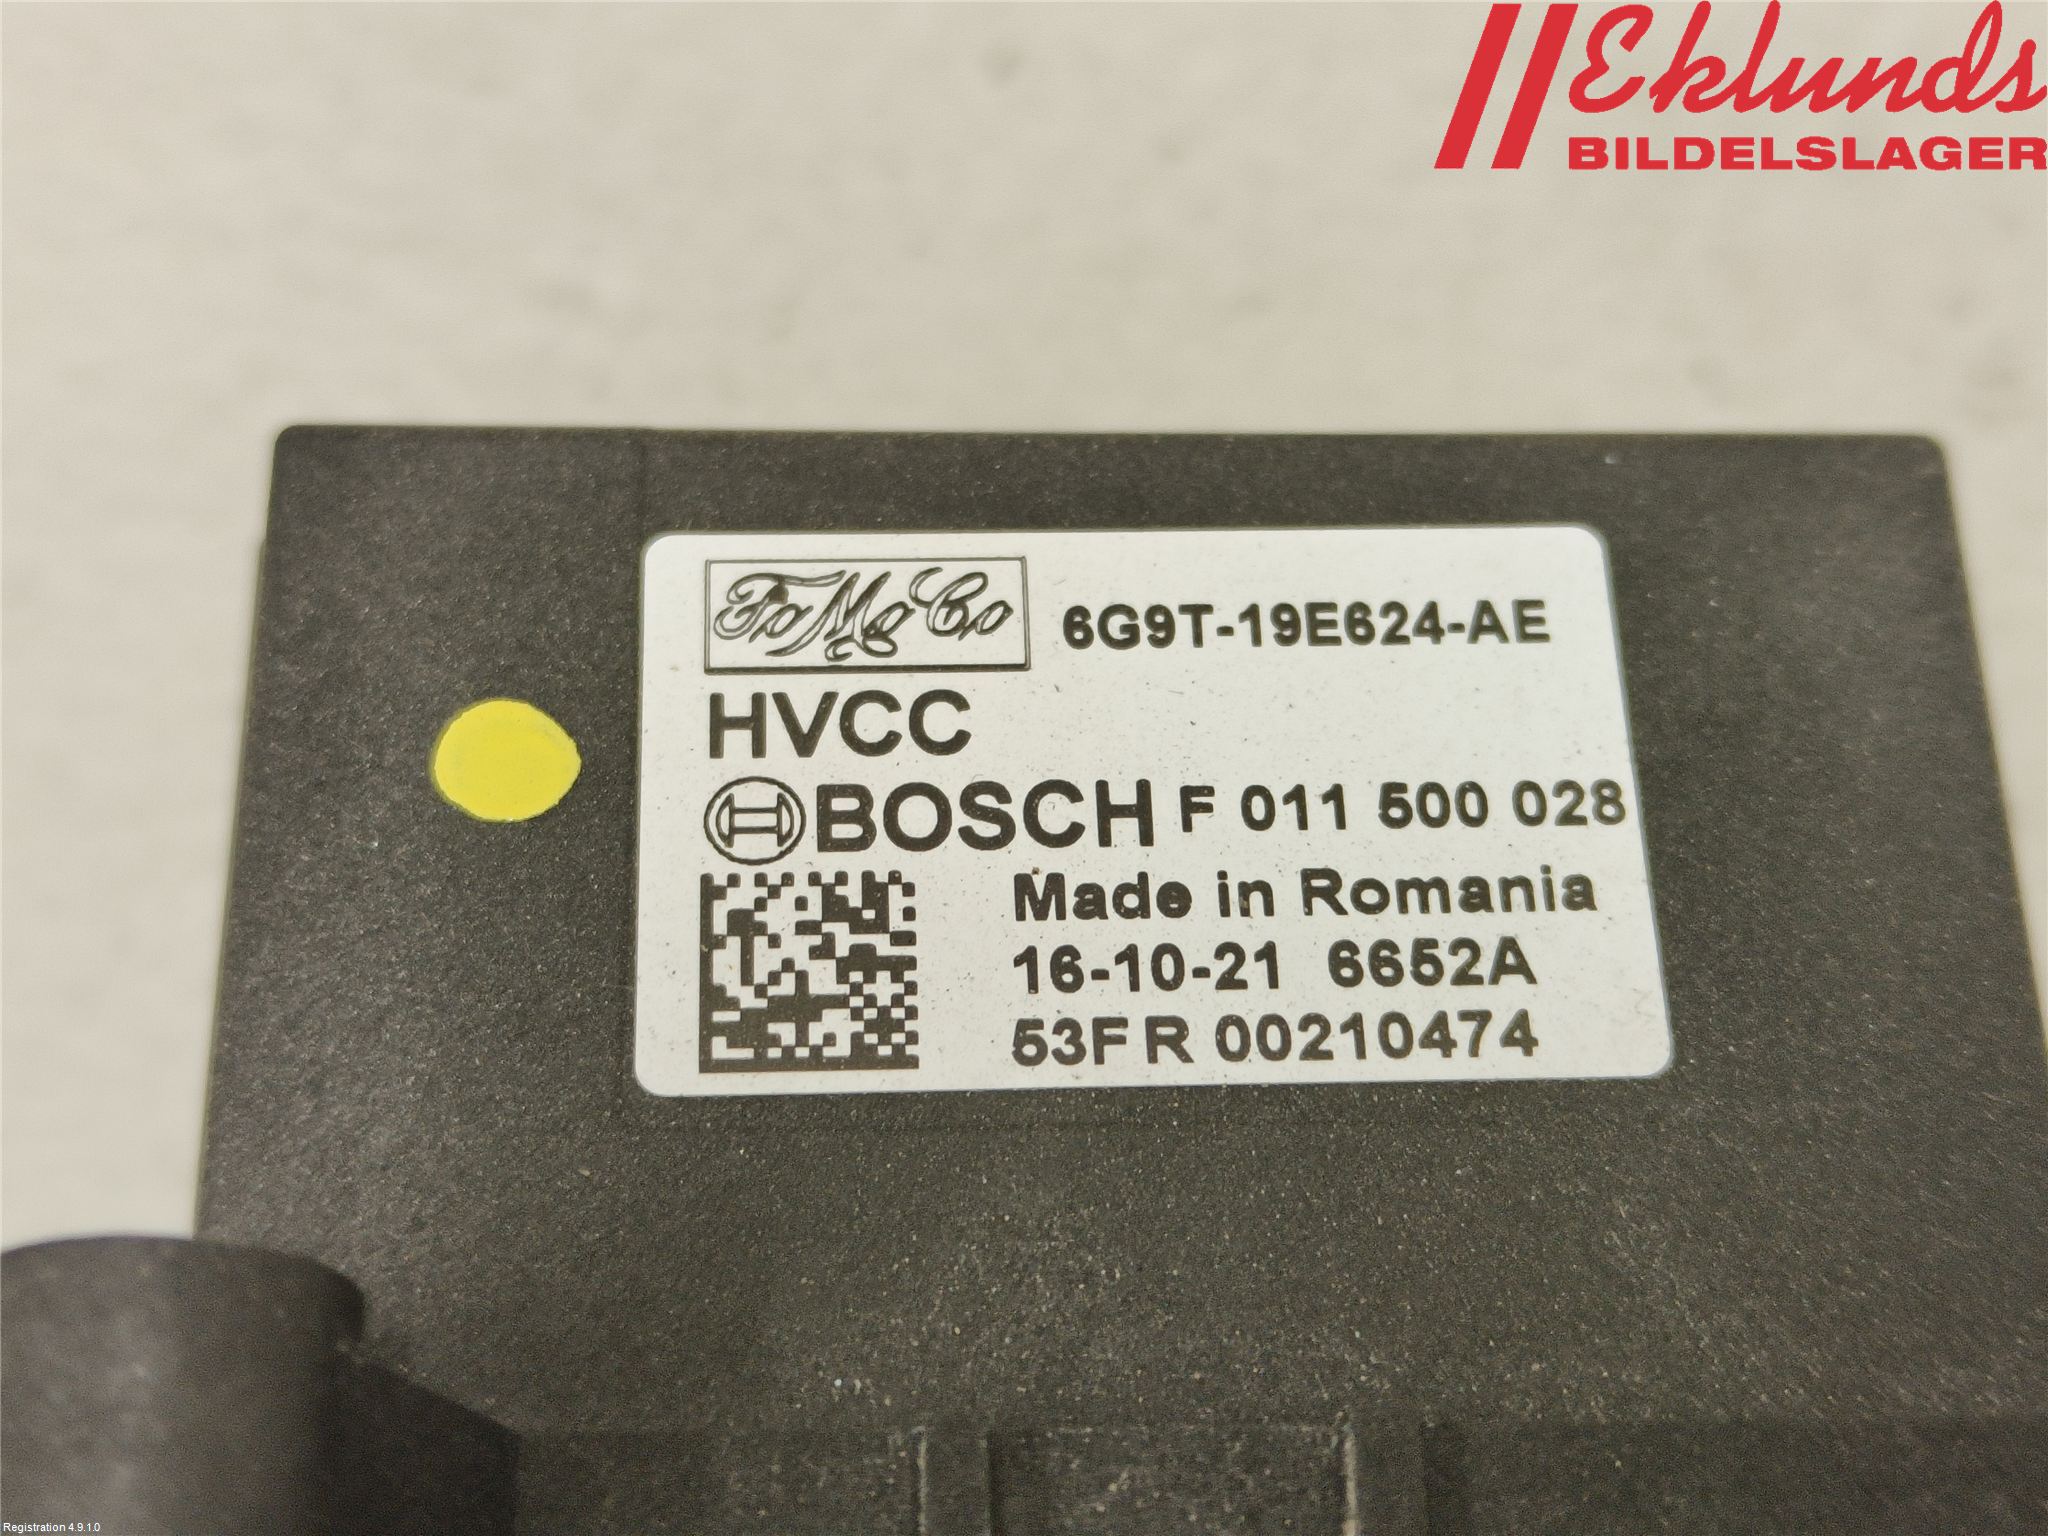 Eklunds
BILDELSLAGER
FoMoCo 6G9T-19E624-AE
HVCC
BOSCH F 011 500 028
Made in Romania
16-10-21 6652A
53FR 00210474
Registration 4.9.1.0